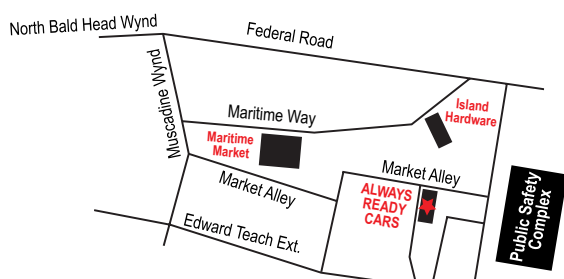 North Bald Head Wynd
Federal Road
Muscadine Wynd
Maritime Way
Island
Hardware
Maritime
Market
Market Alley
Market Alley
ALWAYS
READY
CARS
Public Safety
Complex
Edward Teach Ext.